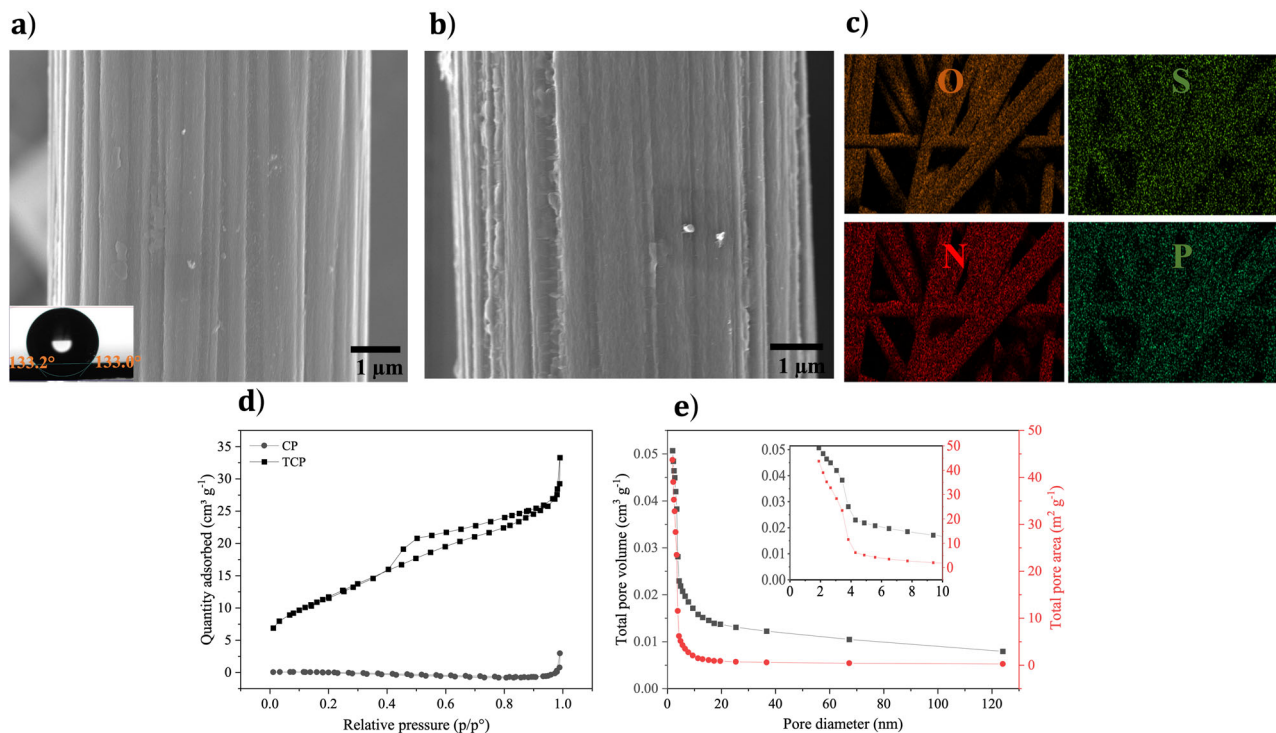 a)
133.2°
133.0°
1 µm
b)
1 µm
c)
O
S
N
P
d)
CP
TCP
Quantity adsorbed (cm³ g⁻¹)
35
30
25
20
15
10
5
0
0.0 0.2 0.4 0.6 0.8 1.0
Relative pressure (p/p°)
e)
Total pore volume (cm³ g⁻¹)
0.05
0.04
0.03
0.02
0.01
0.00
0 20 40 60 80 100 120
Pore diameter (nm)
50
40
30
20
10
0
Total pore area (m² g⁻¹)
0.05
0.04
0.03
0.02
0.01
0.00
0 2 4 6 8 10
50
40
30
20
10
0